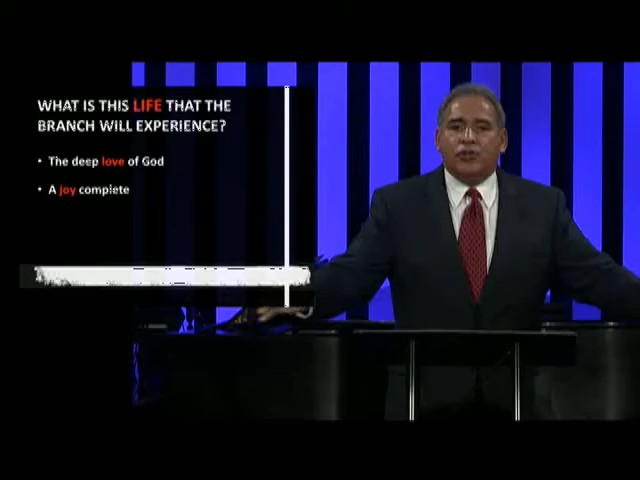 WHAT IS THIS LIFE THAT THE
BRANCH WILL EXPERIENCE?
• The deep love of God
• A joy complete